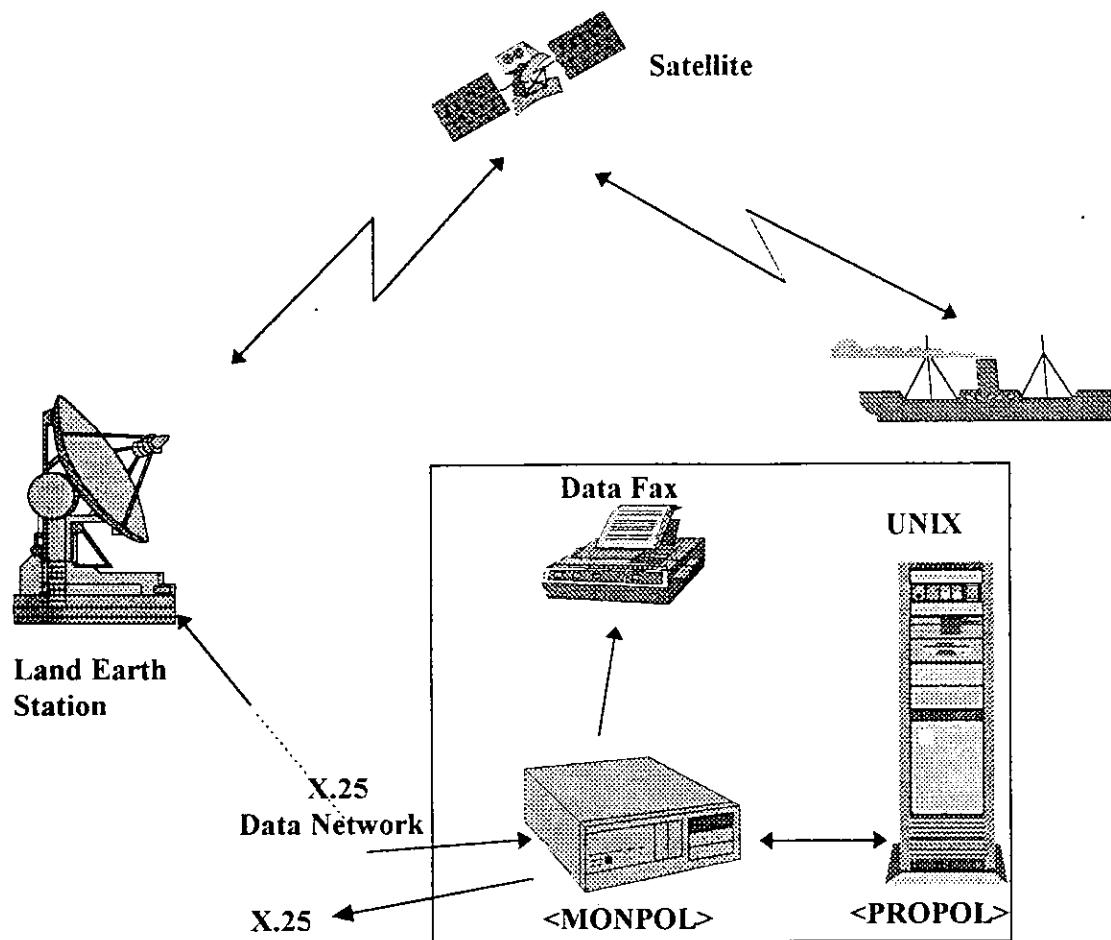 Satellite
Data Fax
UNIX
Land Earth
Station
X.25
Data Network
X.25
<MONPOL>
<PROPOL>